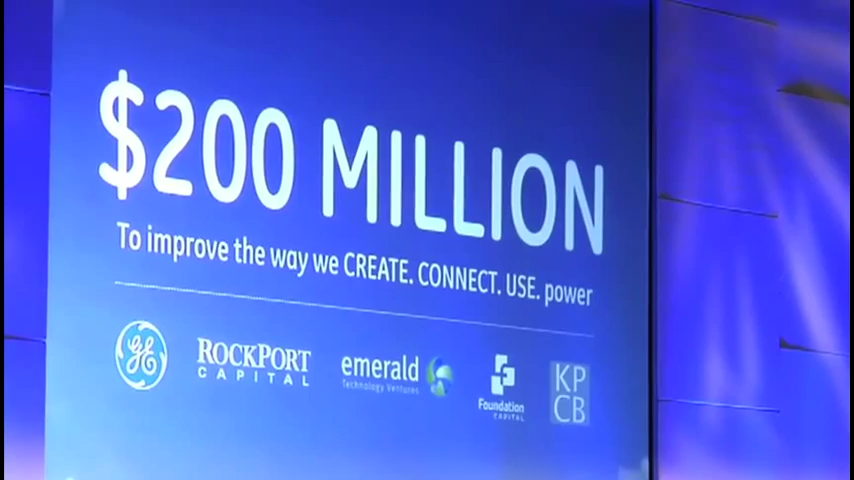 $200 MILLION
To improve the way we CREATE. CONNECT. USE. power
GE
ROCKPORT
CAPITAL
emerald
Technology Ventures
Foundation
CAPITAL
KP
CB